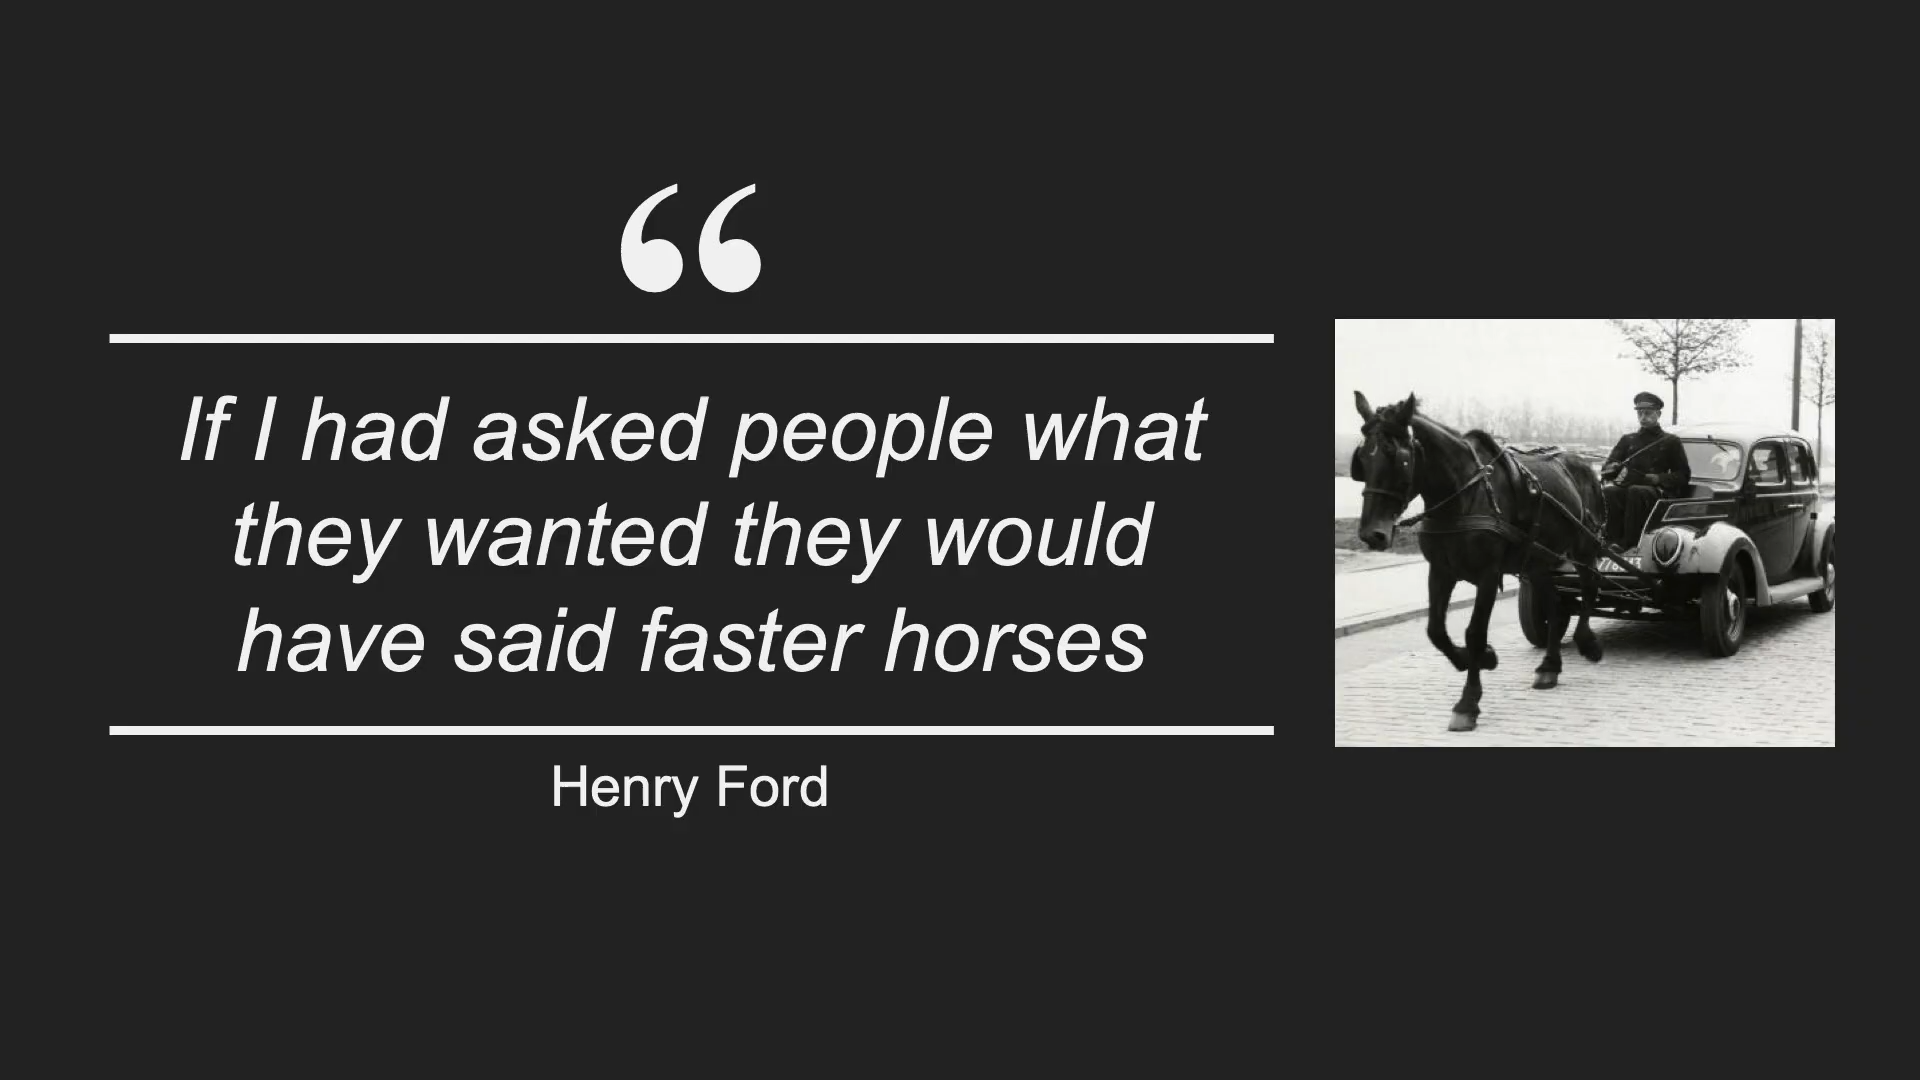 “
If I had asked people what
they wanted they would
have said faster horses
Henry Ford